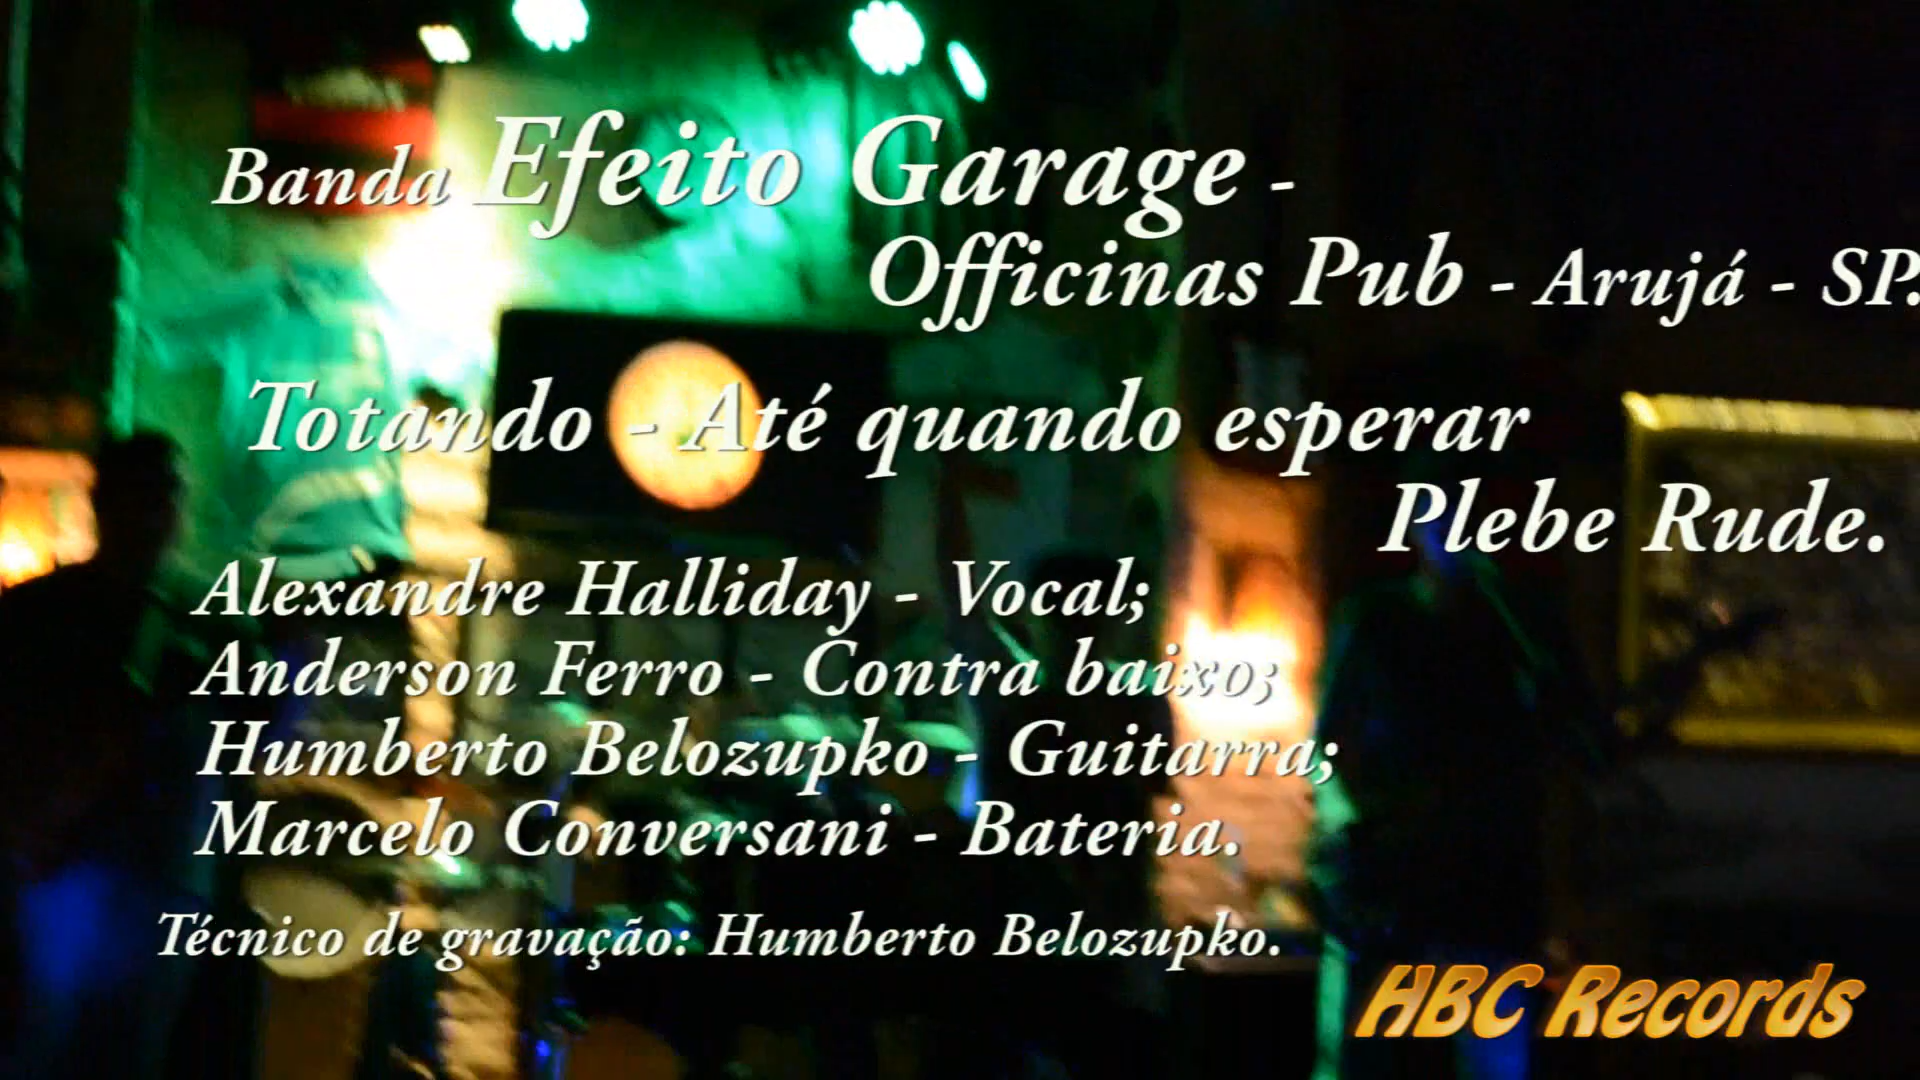 Banda Efeito Garage -
Officinas Pub - Arujá - SP.
Totando - Até quando esperar
Plebe Rude.
Alexandre Halliday - Vocal;
Anderson Ferro - Contra baixo;
Humberto Belozupko - Guitarra;
Marcelo Conversani - Bateria.
Técnico de gravação: Humberto Belozupko.
HBC Records